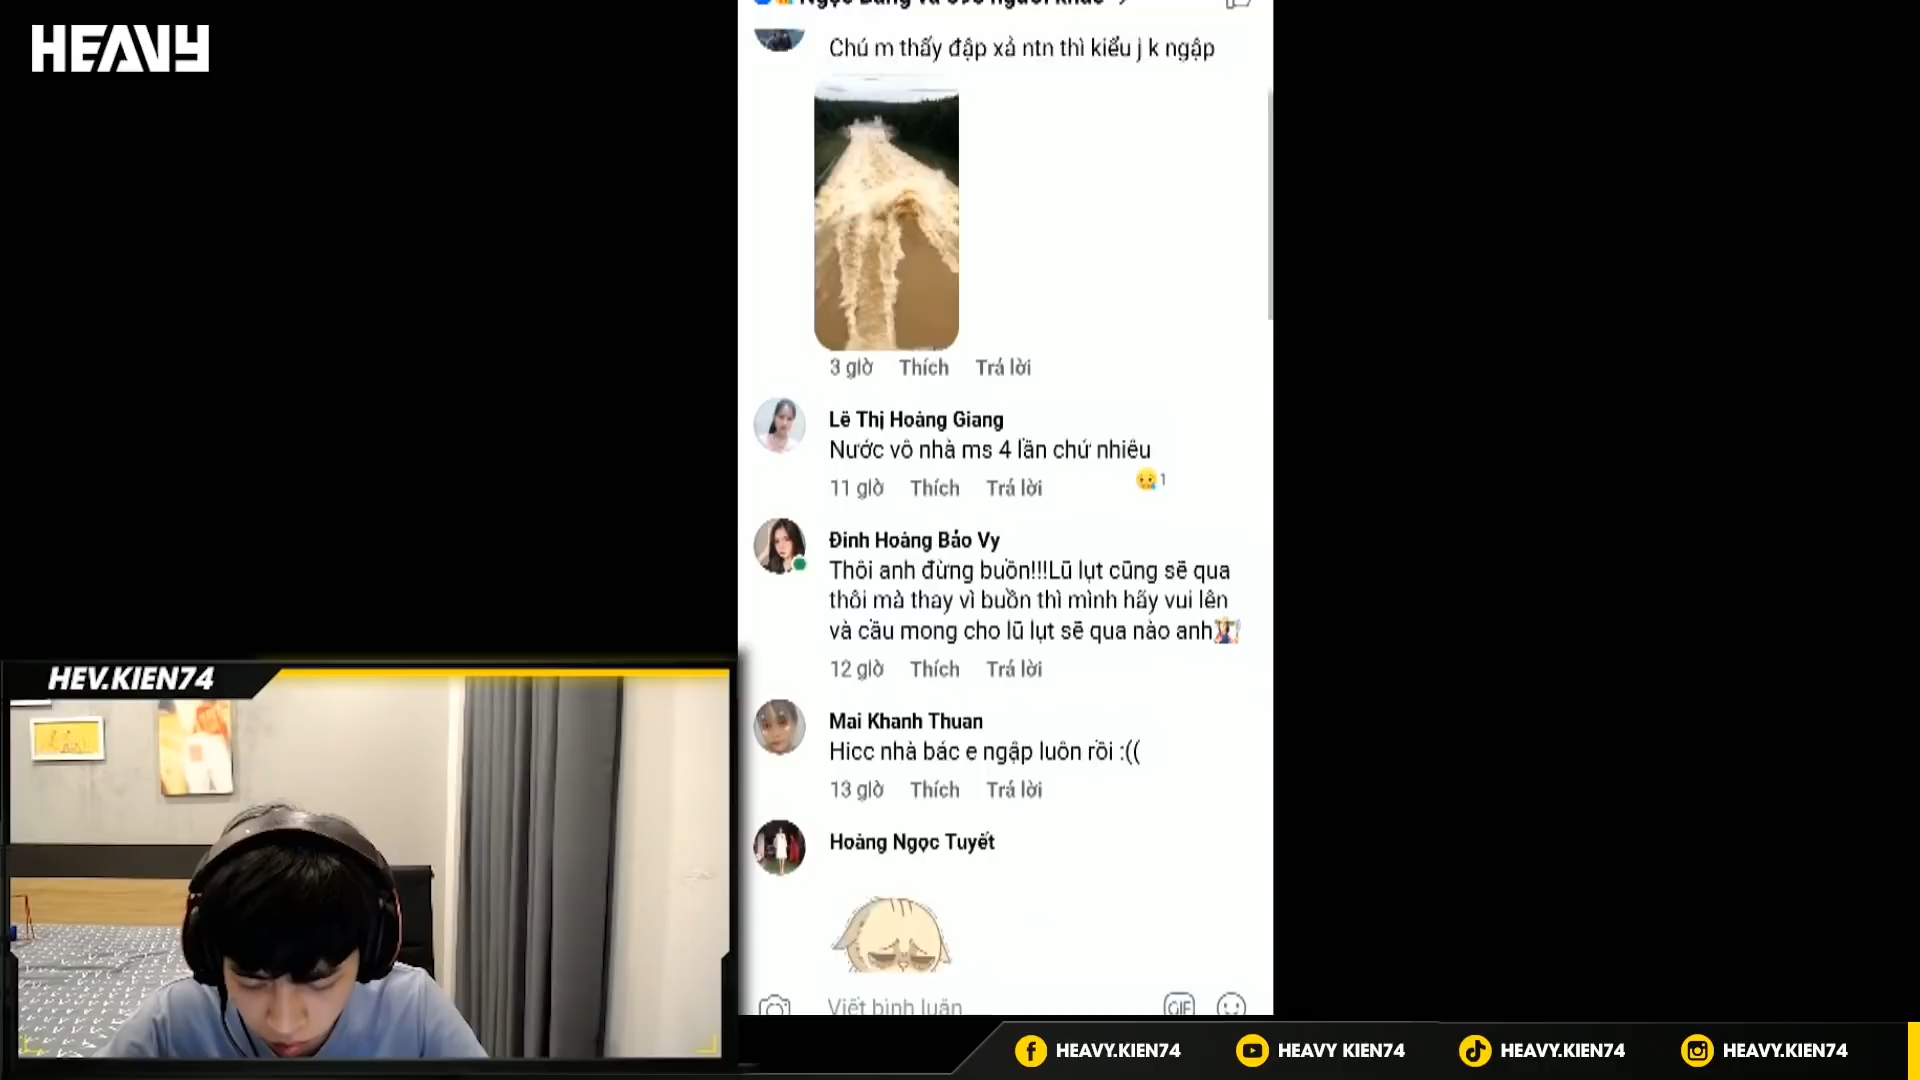 HEAVY
Chú m thấy đập xả ntn thì kiểu j k ngập
3 giờ Thích Trả lời
Lê Thị Hoàng Giang
Nước vô nhà ms 4 lần chứ nhiêu
1
11 giờ Thích Trả lời
Đinh Hoàng Bảo Vy
Thôi anh đừng buồn!!!Lũ lụt cũng sẽ qua
thôi mà thay vì buồn thì mình hãy vui lên
và cầu mong cho lũ lụt sẽ qua nào anh
12 giờ Thích Trả lời
Mai Khanh Thuan
Hicc nhà bác e ngập luôn rồi :((
13 giờ Thích Trả lời
Hoàng Ngọc Tuyết
Viết bình luận
GIF
HEV.KIEN74
HEAVY.KIEN74
HEAVY KIEN74
HEAVY.KIEN74
HEAVY.KIEN74